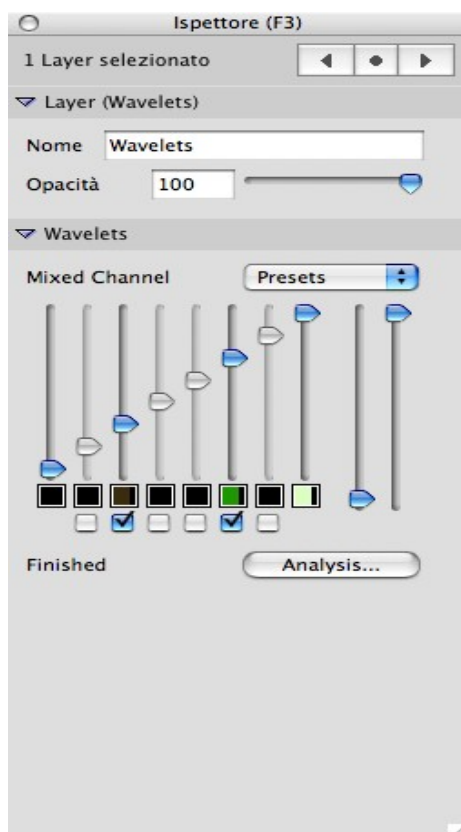 Ispettore (F3)
1 Layer selezionato
Layer (Wavelets)
Nome Wavelets
Opacità 100
Wavelets
Mixed Channel Presets
Finished Analysis...